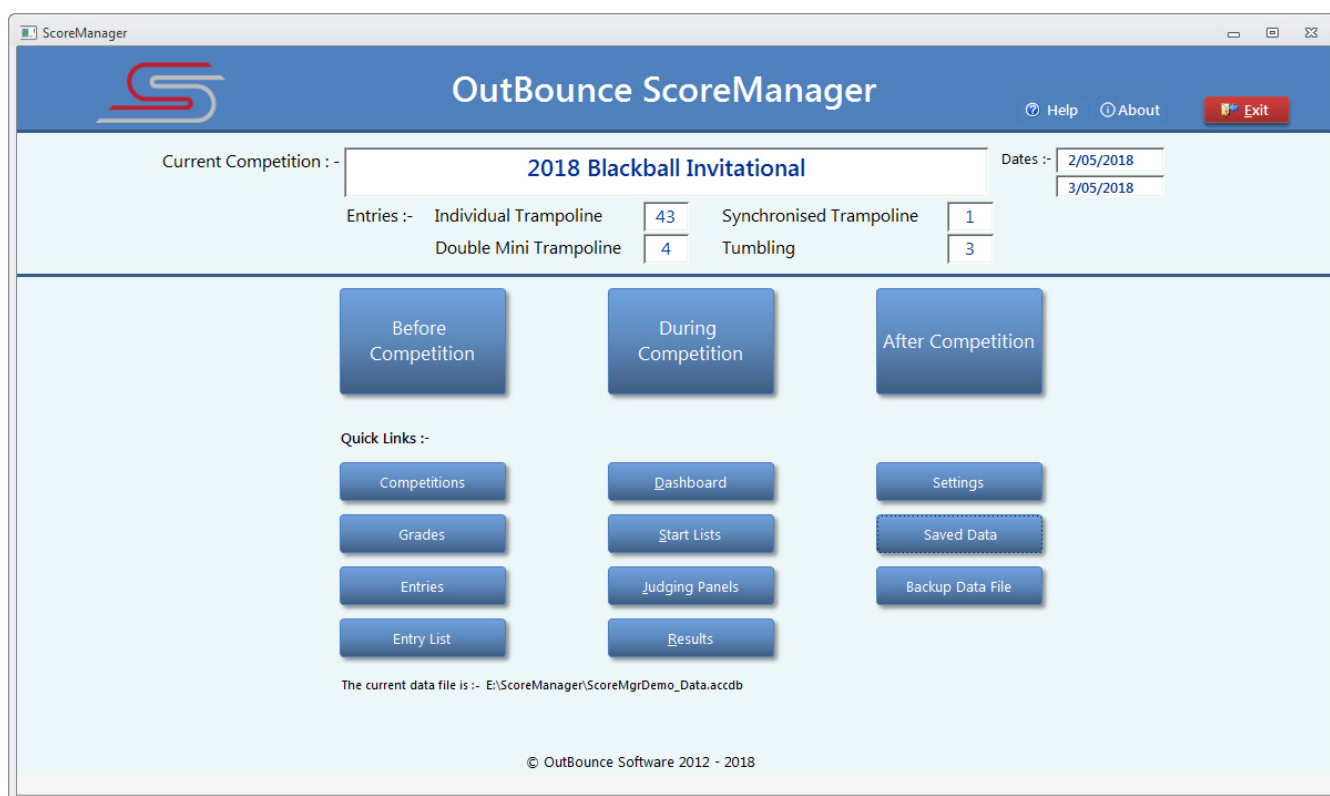 ScoreManager
OutBounce ScoreManager
Help
About
Exit
Current Competition : -
2018 Blackball Invitational
Dates :-
2/05/2018
3/05/2018
Entries :-
Individual Trampoline
43
Synchronised Trampoline
1
Double Mini Trampoline
4
Tumbling
3
Before
Competition
During
Competition
After Competition
Quick Links :-
Competitions
Dashboard
Settings
Grades
Start Lists
Saved Data
Entries
Judging Panels
Backup Data File
Entry List
Results
The current data file is :- E:\ScoreManager\ScoreMgrDemo_Data.accdb
© OutBounce Software 2012 - 2018